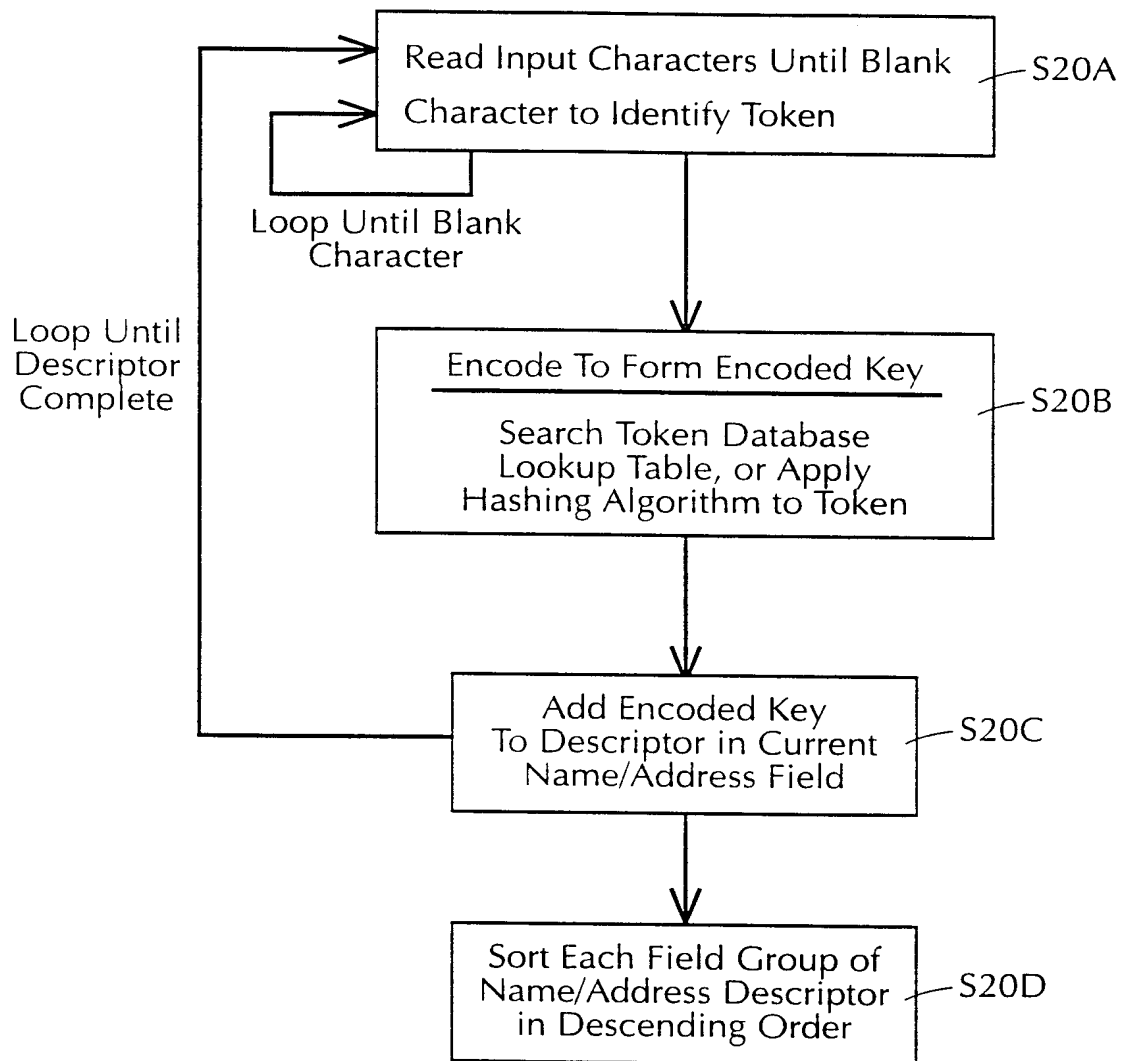 Read Input Characters Until Blank
Character to Identify Token
S20A
Loop Until Blank
Character
Loop Until
Descriptor
Complete
Encode To Form Encoded Key
Search Token Database
Lookup Table, or Apply
Hashing Algorithm to Token
S20B
Add Encoded Key
To Descriptor in Current
Name/Address Field
S20C
Sort Each Field Group of
Name/Address Descriptor
in Descending Order
S20D